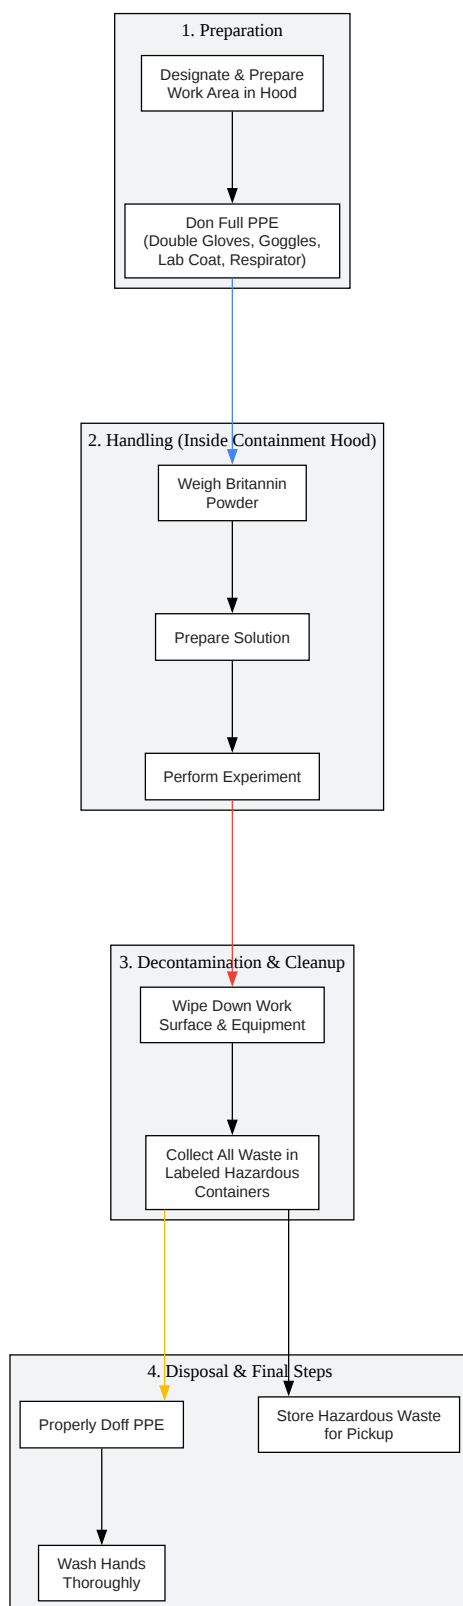 1. Preparation
Designate & Prepare
Work Area in Hood
Don Full PPE
(Double Gloves, Goggles,
Lab Coat, Respirator)
2. Handling (Inside Containment Hood)
Weigh Britannin
Powder
Prepare Solution
Perform Experiment
3. Decontamination & Cleanup
Wipe Down Work
Surface & Equipment
Collect All Waste in
Labeled Hazardous
Containers
4. Disposal & Final Steps
Properly Doff PPE
Store Hazardous Waste
for Pickup
Wash Hands
Thoroughly